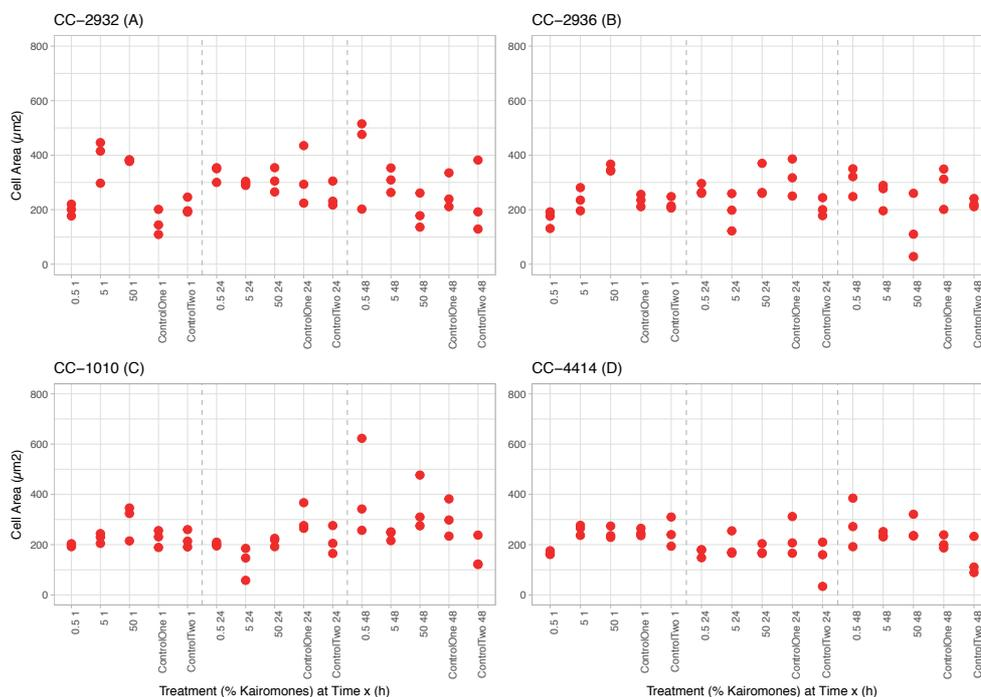 CC−2932 (A)
CC−2936 (B)
Cell Area (µm2)
800
600
400
200
0
800
600
400
200
0
0.5 1
5 1
50 1
ControlOne 1
ControlTwo 1
0.5 24
5 24
50 24
ControlOne 24
ControlTwo 24
0.5 48
5 48
50 48
ControlOne 48
ControlTwo 48
0.5 1
5 1
50 1
ControlOne 1
ControlTwo 1
0.5 24
5 24
50 24
ControlOne 24
ControlTwo 24
0.5 48
5 48
50 48
ControlOne 48
ControlTwo 48
CC−1010 (C)
CC−4414 (D)
Cell Area (µm2)
800
600
400
200
0
800
600
400
200
0
0.5 1
5 1
50 1
ControlOne 1
ControlTwo 1
0.5 24
5 24
50 24
ControlOne 24
ControlTwo 24
0.5 48
5 48
50 48
ControlOne 48
ControlTwo 48
0.5 1
5 1
50 1
ControlOne 1
ControlTwo 1
0.5 24
5 24
50 24
ControlOne 24
ControlTwo 24
0.5 48
5 48
50 48
ControlOne 48
ControlTwo 48
Treatment (% Kairomones) at Time x (h)
Treatment (% Kairomones) at Time x (h)